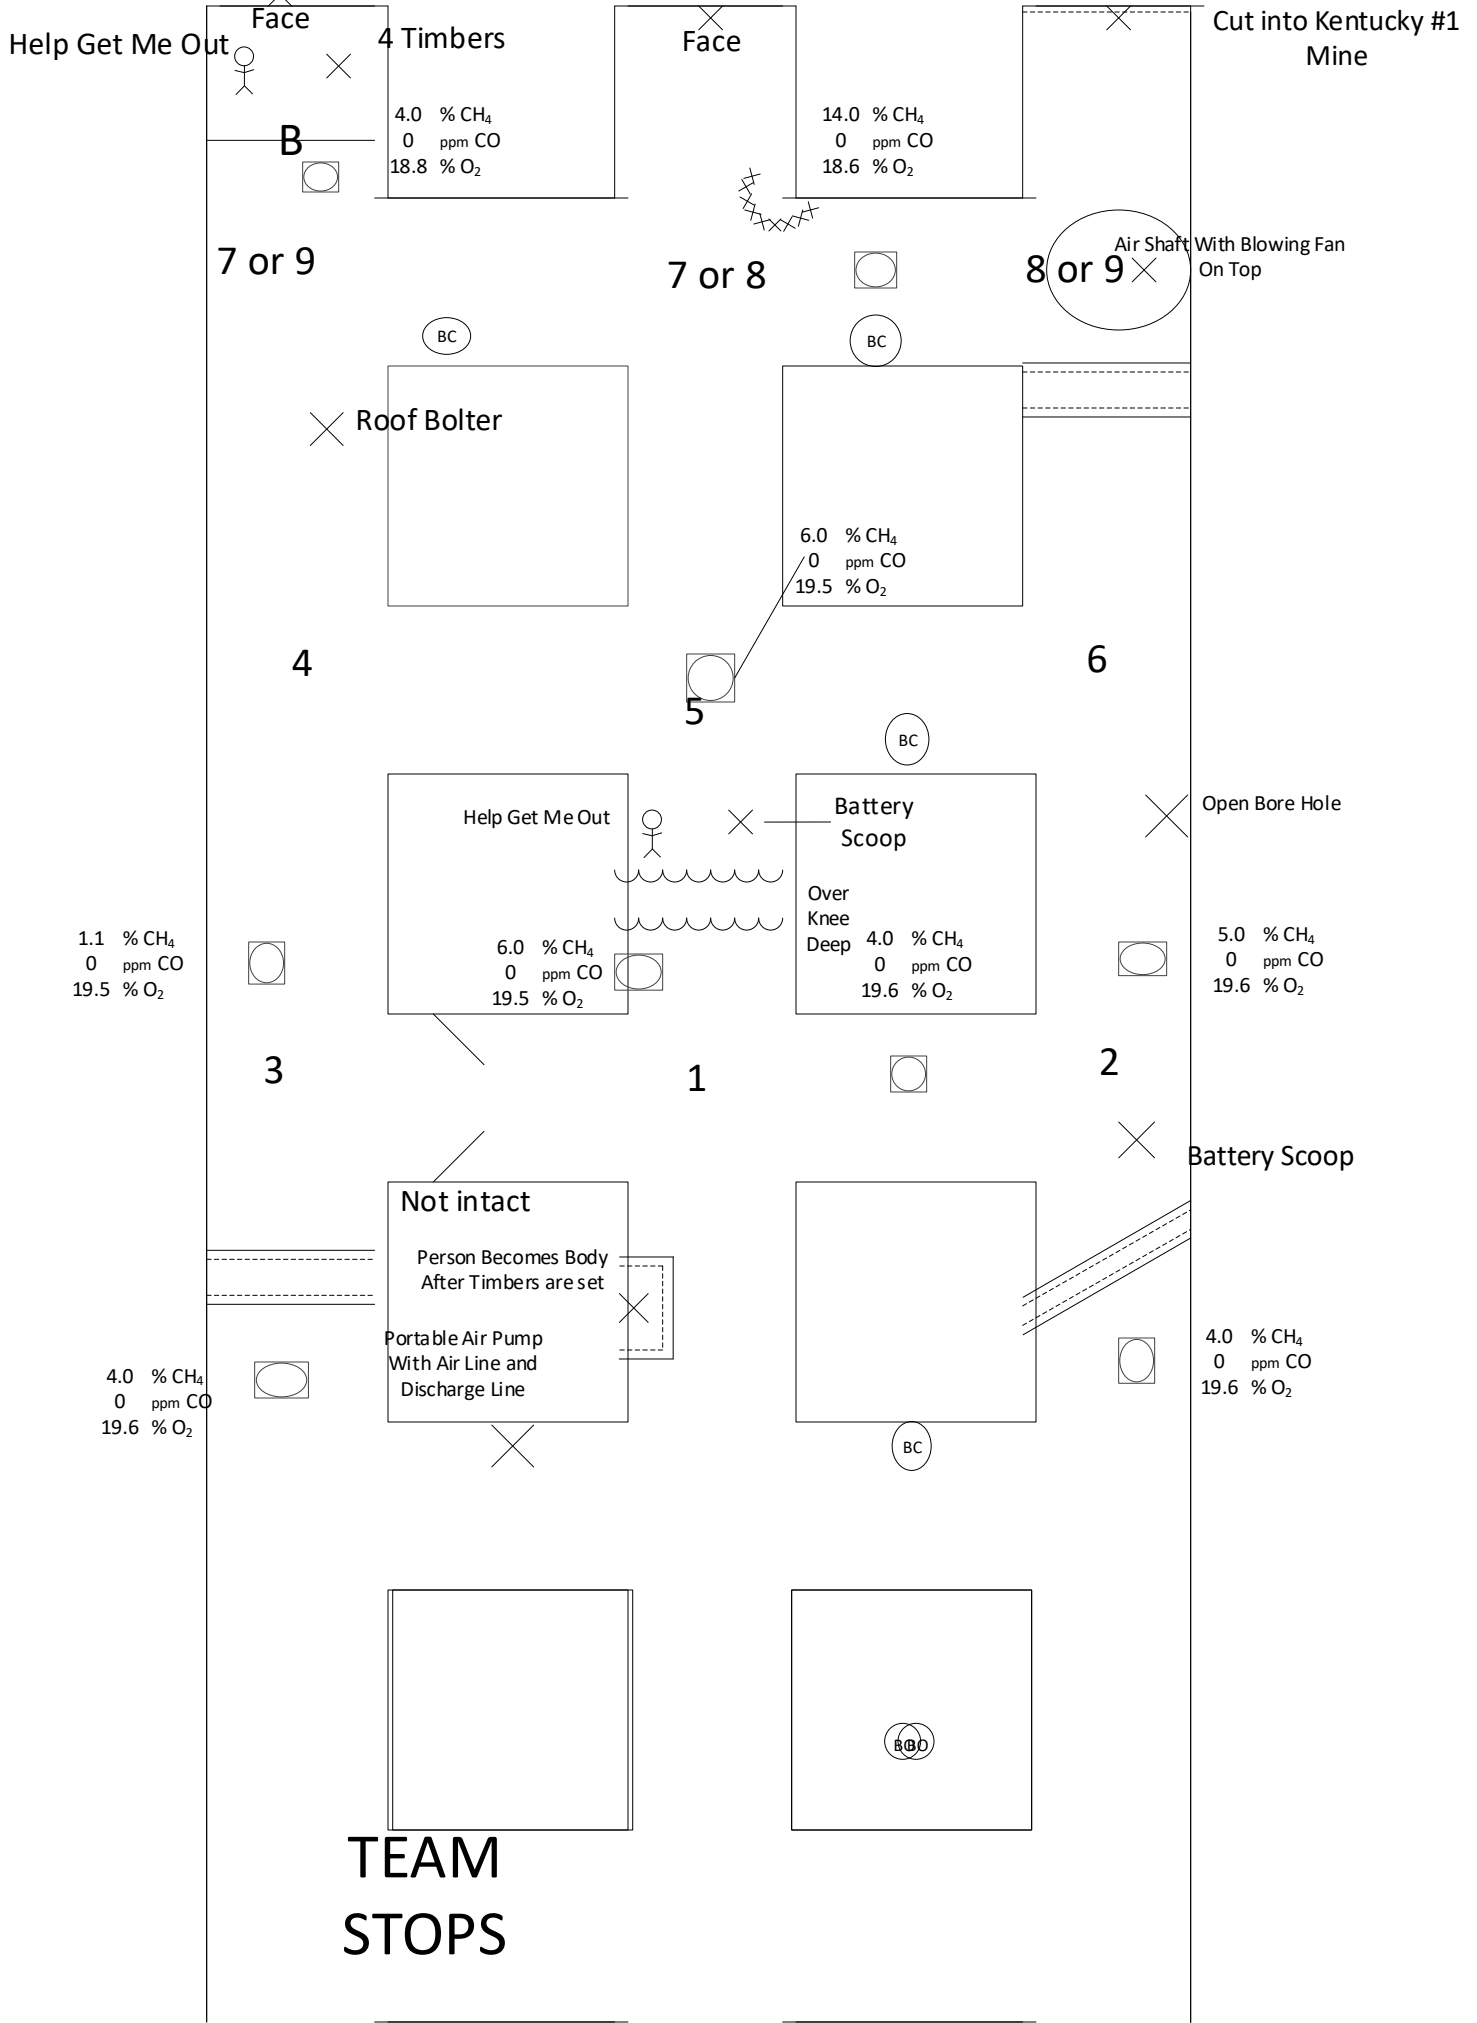 Face
Help Get Me Out
4 Timbers
Face
Cut into Kentucky #1
Mine
4.0 % CH₄
0 ppm CO
18.8 % O₂
14.0 % CH₄
0 ppm CO
18.6 % O₂
B
7 or 9
7 or 8
8 or 9
Air Shaft With Blowing Fan
On Top
BC
BC
Roof Bolter
6.0 % CH₄
0 ppm CO
19.5 % O₂
4
5
6
BC
Help Get Me Out
Battery
Scoop
Open Bore Hole
Over
Knee
Deep
1.1 % CH₄
0 ppm CO
19.5 % O₂
6.0 % CH₄
0 ppm CO
19.5 % O₂
4.0 % CH₄
0 ppm CO
19.6 % O₂
5.0 % CH₄
0 ppm CO
19.6 % O₂
3
1
2
Battery Scoop
Not intact
Person Becomes Body
After Timbers are set
Portable Air Pump
With Air Line and
Discharge Line
4.0 % CH₄
0 ppm CO
19.6 % O₂
4.0 % CH₄
0 ppm CO
19.6 % O₂
BC
BO
BO
TEAM
STOPS